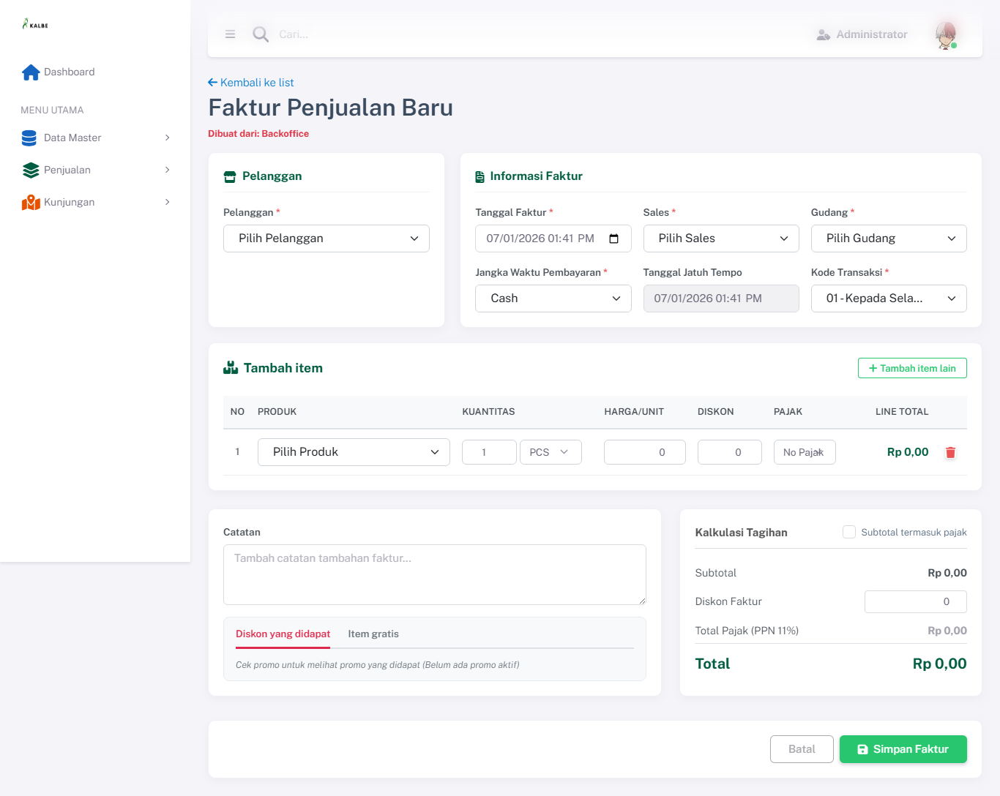 KALBE
Cari...
Administrator
Dashboard
MENU UTAMA
Data Master
Penjualan
Kunjungan
Kembali ke list
Faktur Penjualan Baru
Dibuat dari: Backoffice
Pelanggan
Pelanggan *
Pilih Pelanggan
Informasi Faktur
Tanggal Faktur * Sales * Gudang *
07/01/2026 01:41 PM Pilih Sales Pilih Gudang
Jangka Waktu Pembayaran * Tanggal Jatuh Tempo Kode Transaksi *
Cash 07/01/2026 01:41 PM 01 - Kepada Sela...
Tambah item
+ Tambah item lain
NO PRODUK KUANTITAS HARGA/UNIT DISKON PAJAK LINE TOTAL
1 Pilih Produk 1 PCS 0 0 No Pajak Rp 0,00
Catatan
Tambah catatan tambahan faktur...
Diskon yang didapat Item gratis
Cek promo untuk melihat promo yang didapat (Belum ada promo aktif)
Kalkulasi Tagihan Subtotal termasuk pajak
Subtotal Rp 0,00
Diskon Faktur 0
Total Pajak (PPN 11%) Rp 0,00
Total Rp 0,00
Batal Simpan Faktur